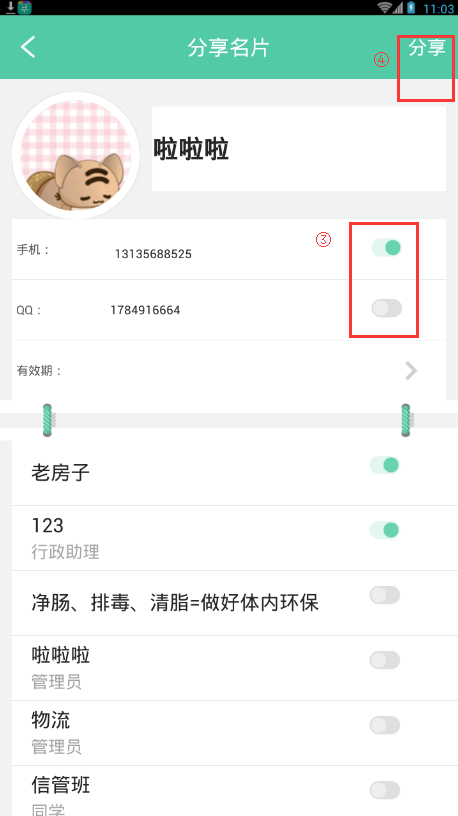 11:03
分享名片
④
分享
啦啦啦
③
手机：
13135688525
QQ：
1784916664
有效期：
老房子
123
行政助理
净肠、排毒、清脂=做好体内环保
啦啦啦
管理员
物流
管理员
信管班
同学